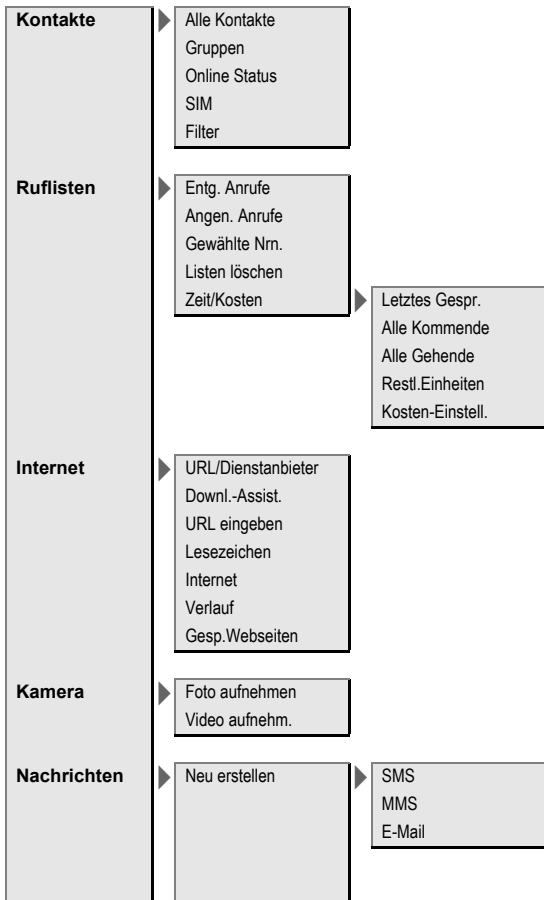 Kontakte
Alle Kontakte
Gruppen
Online Status
SIM
Filter
Ruflisten
Entg. Anrufe
Angen. Anrufe
Gewählte Nrn.
Listen löschen
Zeit/Kosten
Letztes Gespr.
Alle Kommende
Alle Gehende
Restl.Einheiten
Kosten-Einstell.
Internet
URL/Dienstanbieter
Downl.-Assist.
URL eingeben
Lesezeichen
Internet
Verlauf
Gesp.Webseiten
Kamera
Foto aufnehmen
Video aufnehm.
Nachrichten
Neu erstellen
SMS
MMS
E-Mail